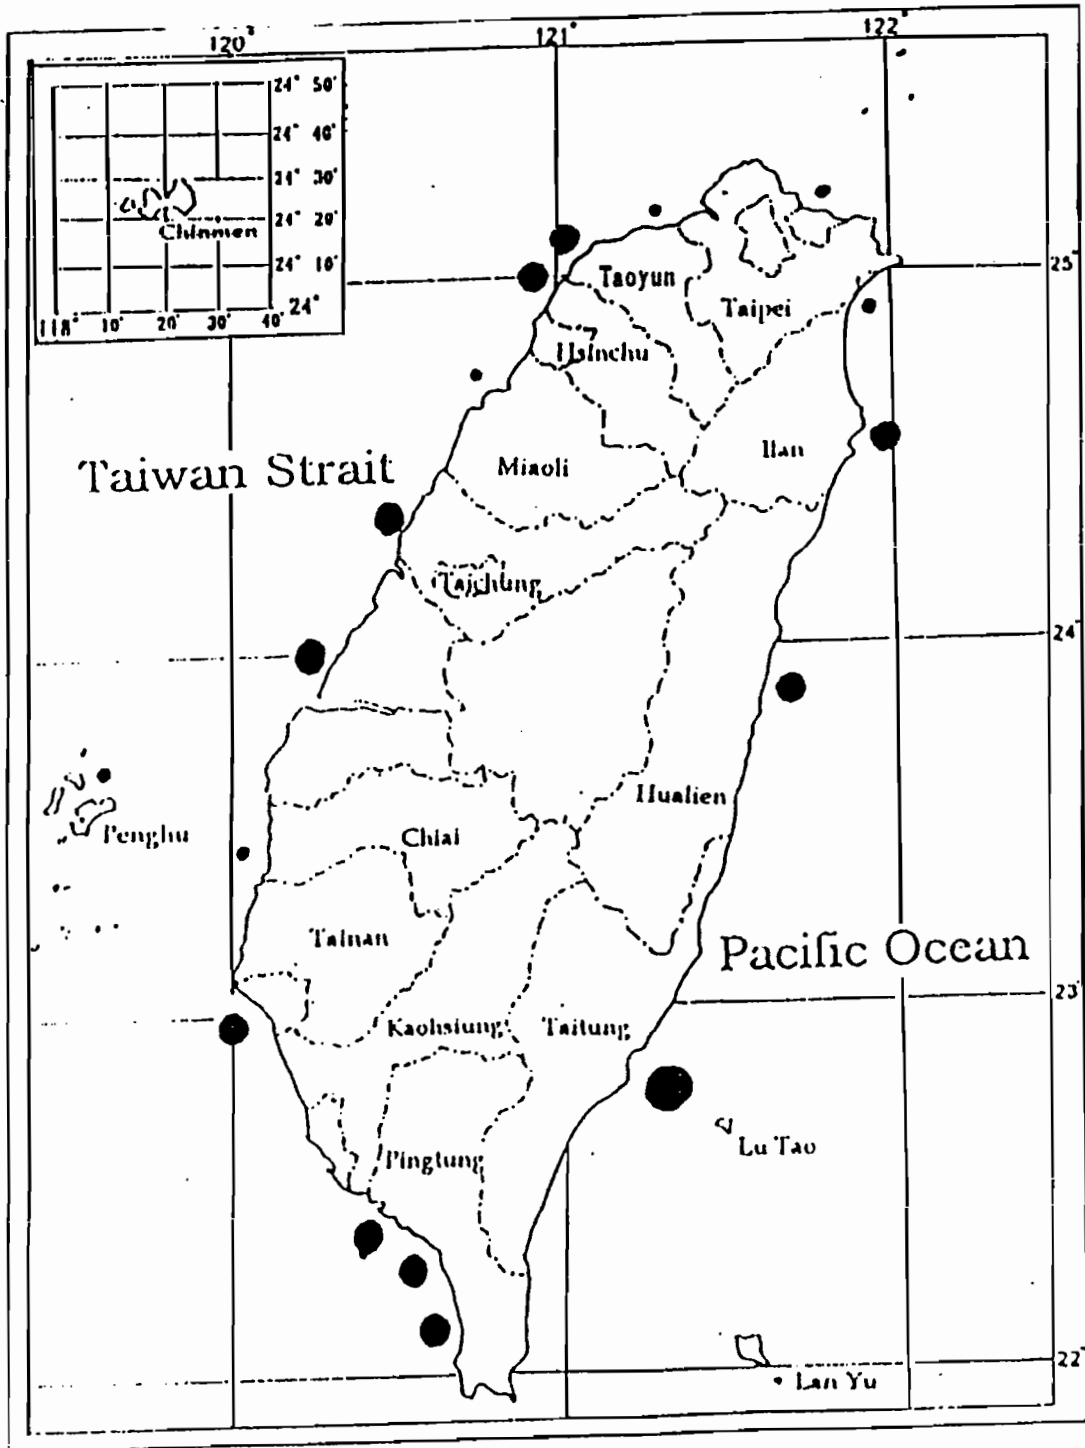 120°
121°
122°
24° 50'
24° 40'
24° 30'
24° 20'
Chinmen
24° 10'
24°
118° 10' 20' 30' 40'
Taoyun
25°
Taipei
Hsinchu
Ilan
Miaoli
Taiwan Strait
Taichung
24°
Hualien
Penghu
Chiai
Tainan
Pacific Ocean
23°
Kaohsiung
Taitung
Lu Tao
Pingtung
22°
Lan Yu